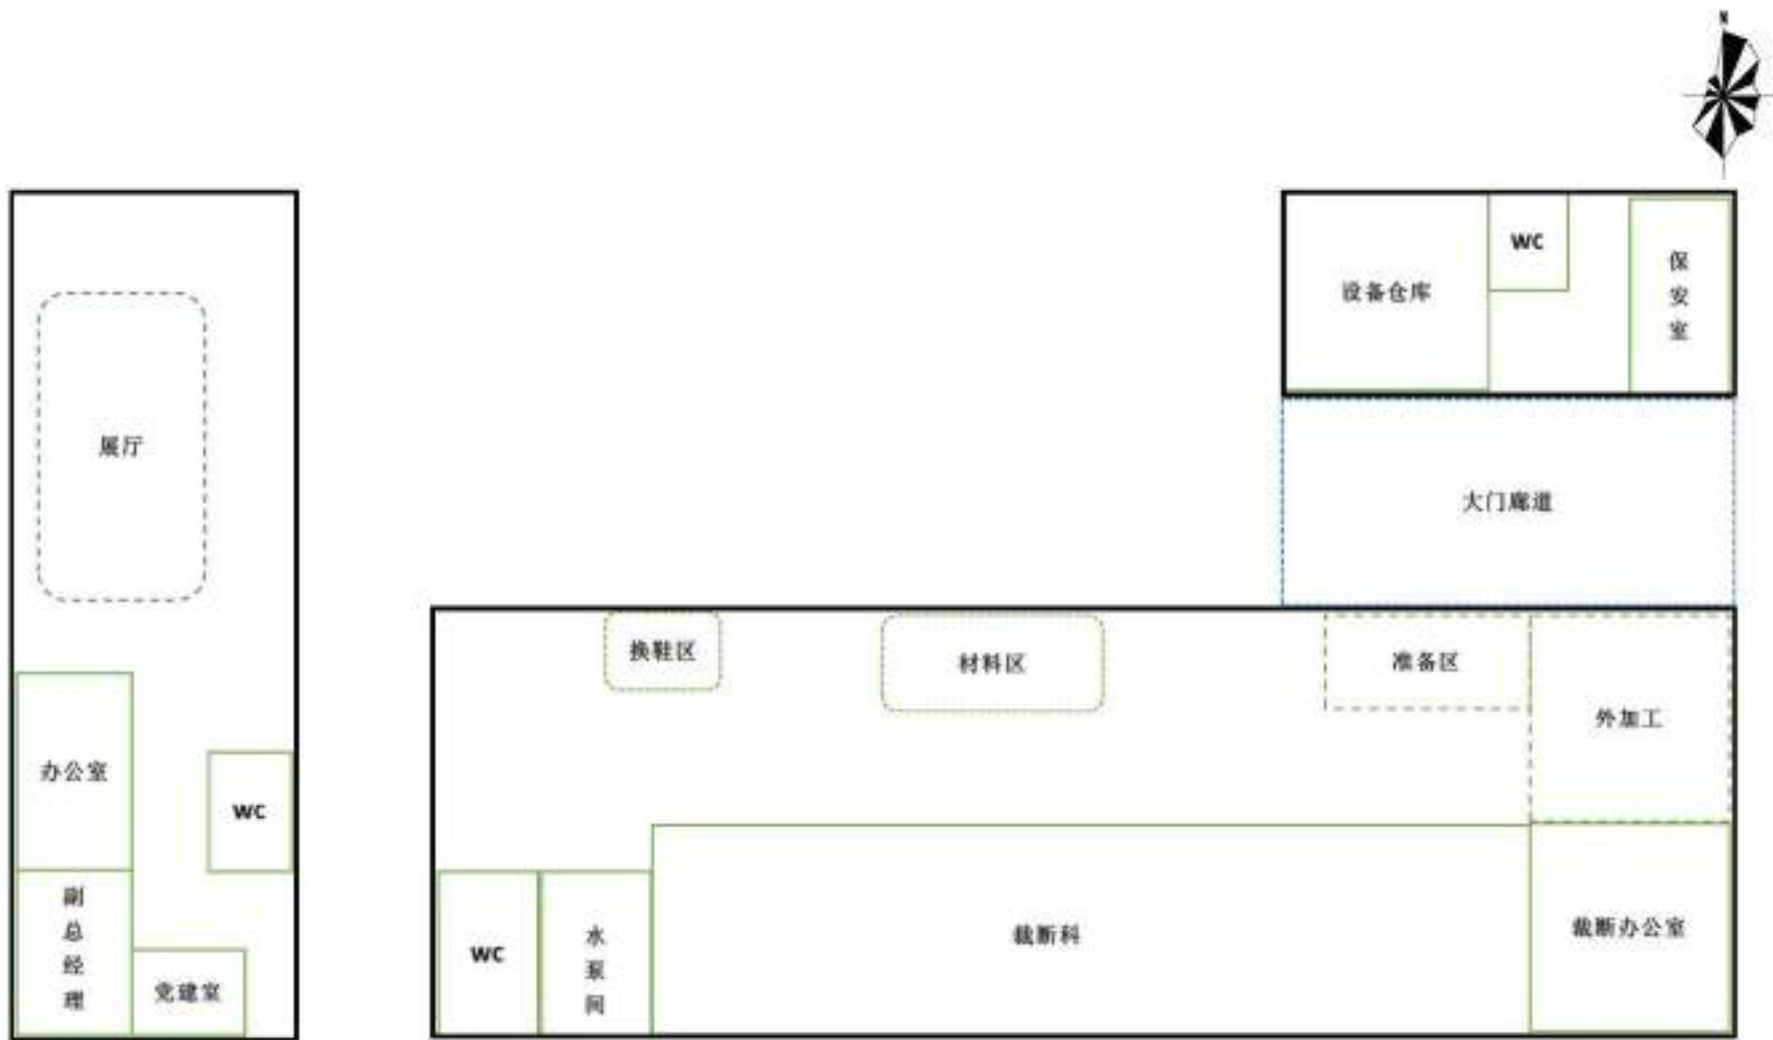 N
WC
保安室
设备仓库
展厅
大门廊道
换鞋区
材料区
准备区
外加工
办公室
WC
副总经理
裁断科
裁断办公室
WC
水泵间
党建室